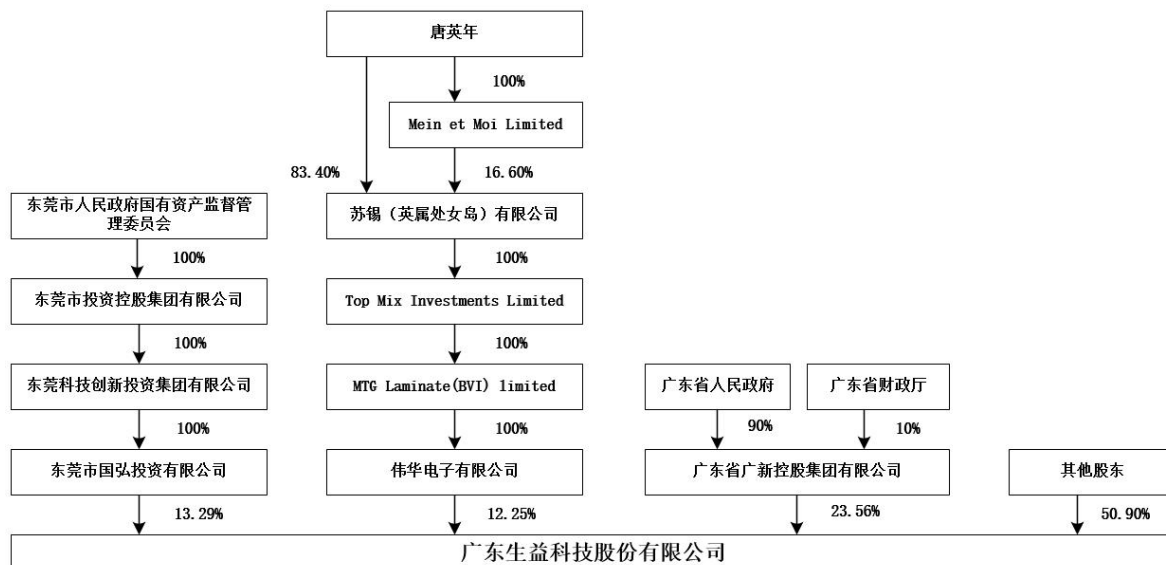 唐英年
100%
Mein et Moi Limited
83.40%
16.60%
东莞市人民政府国有资产监督管
理委员会
苏锡（英属处女岛）有限公司
100%
100%
东莞市投资控股集团有限公司
Top Mix Investments Limited
100%
100%
东莞科技创新投资集团有限公司
MTG Laminate(BVI) limited
广东省人民政府
广东省财政厅
100%
100%
90%
10%
东莞市国弘投资有限公司
伟华电子有限公司
广东省广新控股集团有限公司
其他股东
13.29%
12.25%
23.56%
50.90%
广东生益科技股份有限公司